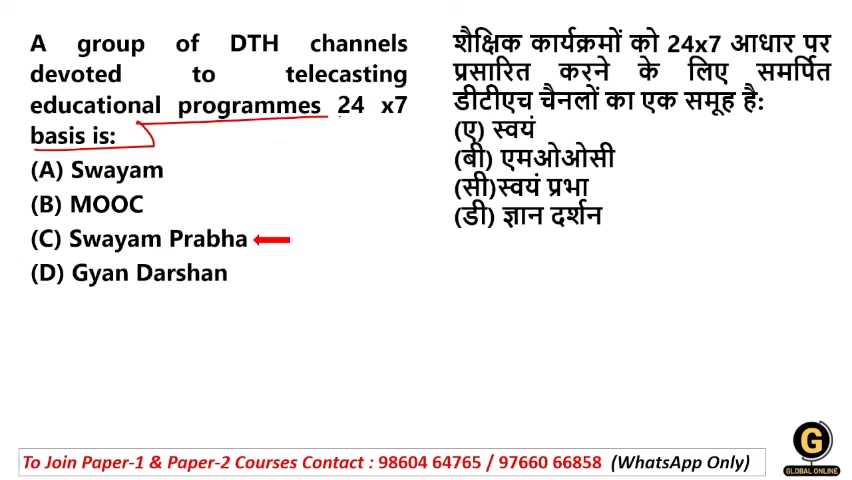 A group of DTH channels
devoted to telecasting
educational programmes 24 x7
basis is:
(A) Swayam
(B) MOOC
(C) Swayam Prabha
(D) Gyan Darshan
शैक्षिक कार्यक्रमों को 24x7 आधार पर
प्रसारित करने के लिए समर्पित
डीटीएच चैनलों का एक समूह है:
(ए) स्वयं
(बी) एमओओसी
(सी)स्वयं प्रभा
(डी) ज्ञान दर्शन
To Join Paper-1 & Paper-2 Courses Contact : 98604 64765 / 97660 66858 (WhatsApp Only)
G
GLOBAL ONLINE